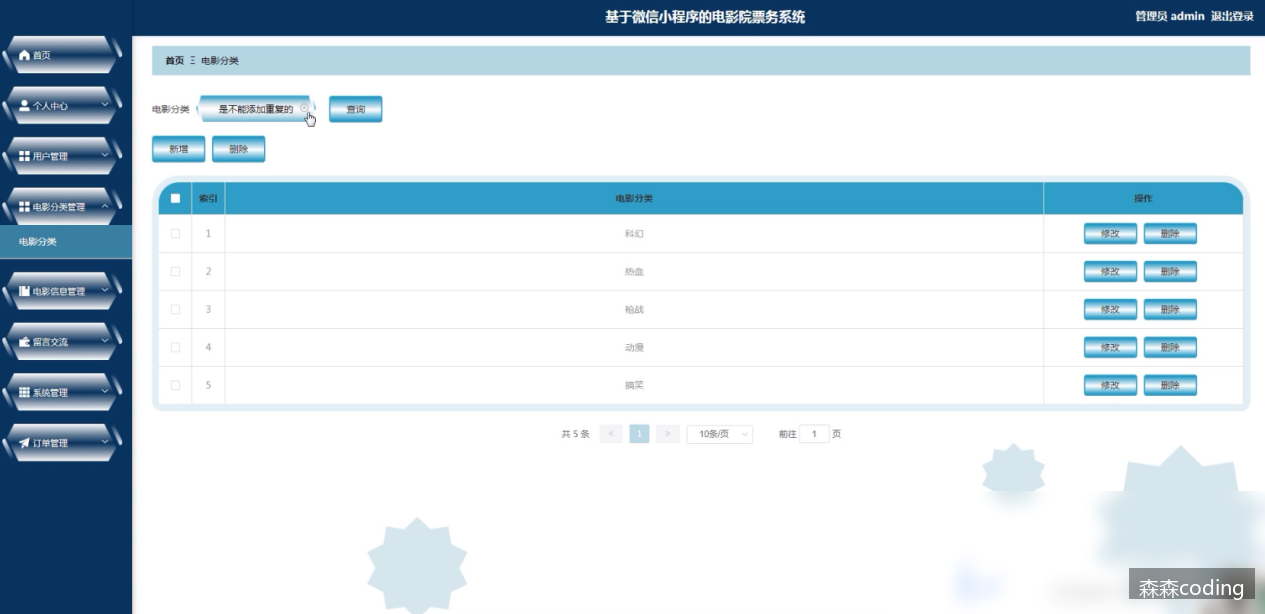 基于微信小程序的电影院票务系统
管理员 admin 退出登录
首页
个人中心
用户管理
电影分类管理
电影分类
电影信息管理
留言交流
系统管理
订单管理
首页 Ξ 电影分类
电影分类 是不能添加重复的 查询
新增 删除
索引 电影分类 操作
1 科幻 修改 删除
2 热血 修改 删除
3 枪战 修改 删除
4 动漫 修改 删除
5 搞笑 修改 删除
共 5 条 < 1 > 10条/页 前往 1 页
森森coding